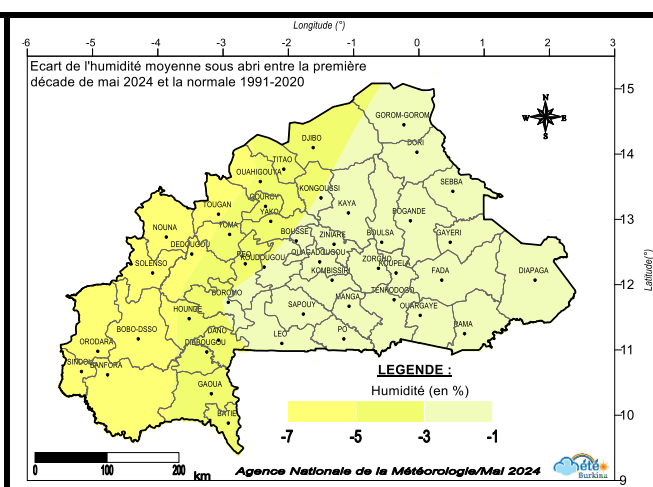 Longitude (°)
-6 -5 -4 -3 -2 -1 0 1 2 3
Ecart de l'humidité moyenne sous abri entre la première
décade de mai 2024 et la normale 1991-2020
15
GOROM-GOROM
N
W E
S
DJIBO
DORI
14
TITAO
OUAHIGOUYA
SEBBA
KONGOUSSI
GOURCY
TOUGAN
KAYA
YAKO
BOGANDE
13
NOUNA
YOMA
BOUSSE
ZINIARE
BOULSA
GAYERI
DEDOUGOU
REO
KOUDOUGOU
OUAGADOUGOU
ZORGHO
SOLENSO
KOMBISSIRI
KOUPELA
FADA
DIAPAGA
12
Latitude (°)
BOROMO
TENKODOGO
MANGA
HOUNDE
SAPOUY
OUARGAYE
BOBO-DSSO
DANO
LEO
PO
BAMA
ORODARA
DIEBOUGOU
11
SINDOU
BANFORA
LEGENDE :
GAOUA
Humidité (en %)
BATIE
10
-7 -5 -3 -1
0 100 200
km
Agence Nationale de la Météorologie/Mai 2024
météo
Burkina
9